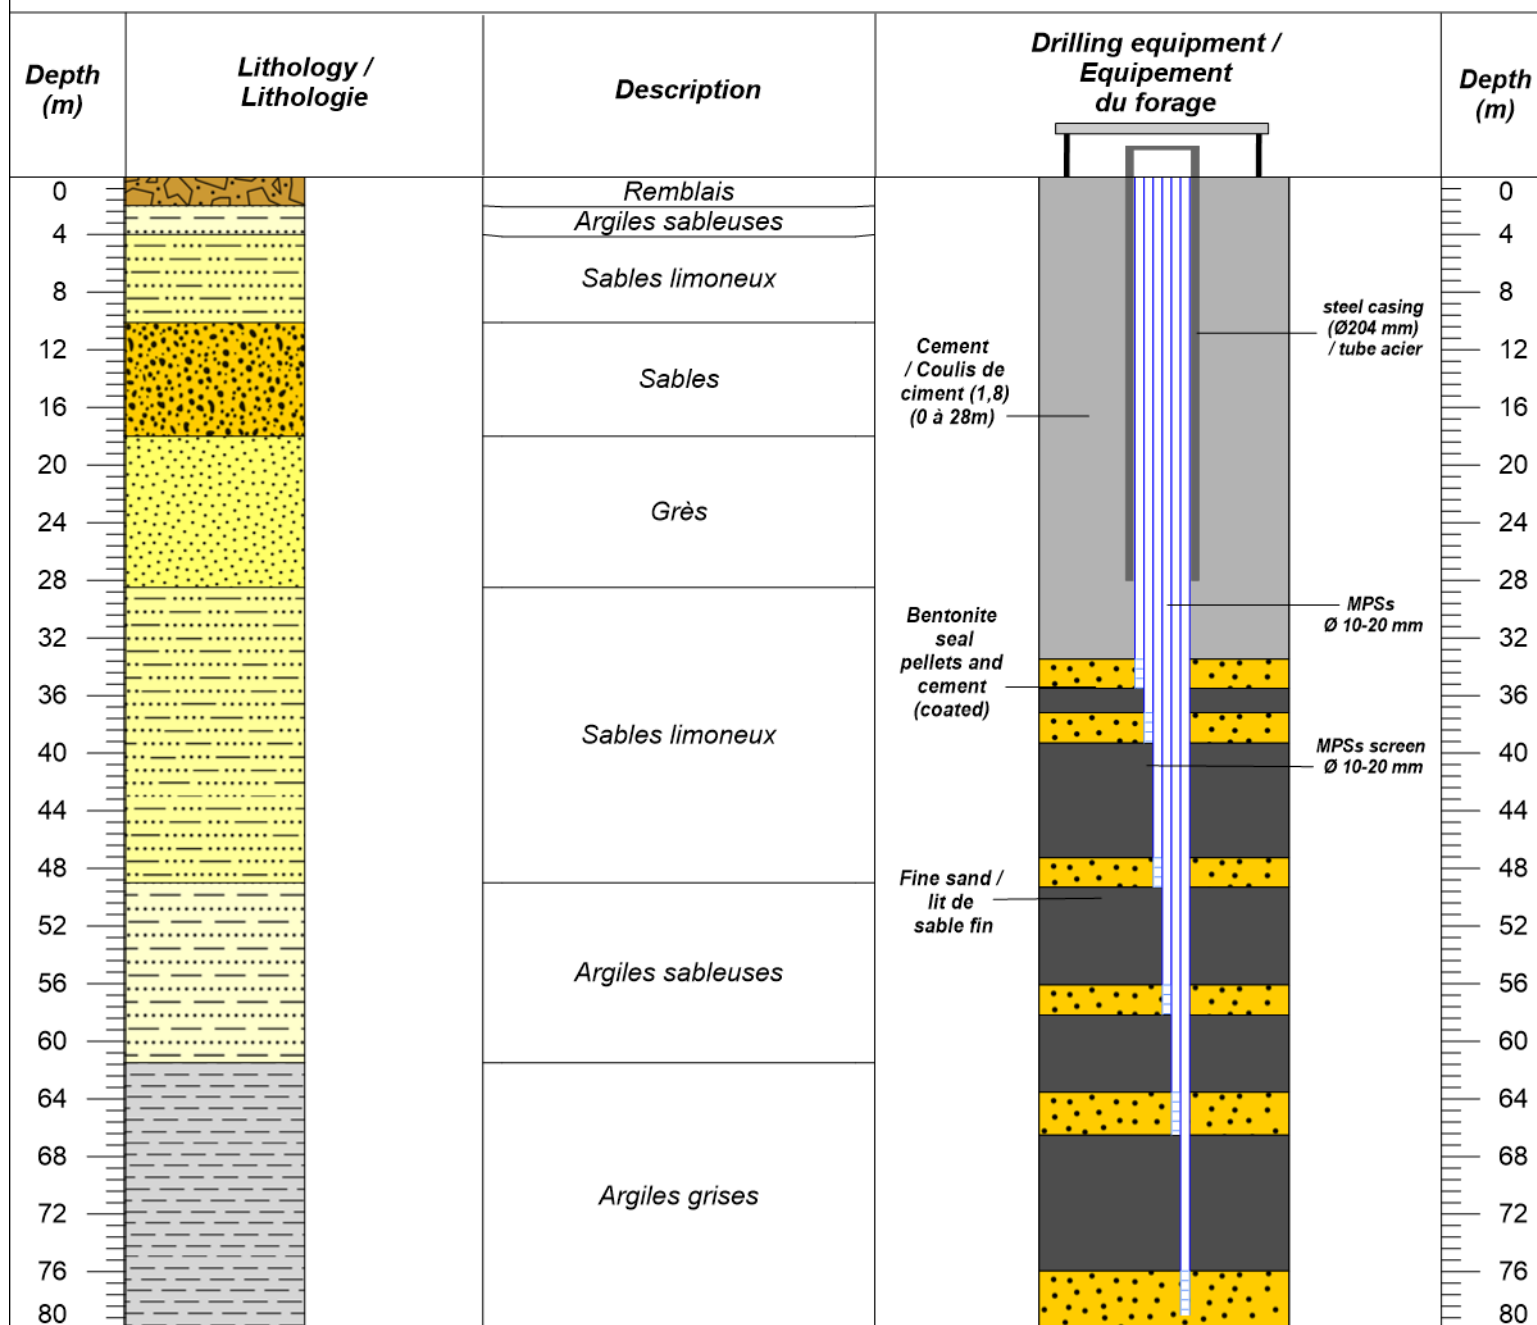 Depth
(m)
Lithology /
Lithologie
Description
Drilling equipment /
Equipement
du forage
Depth
(m)
0
4
8
12
16
20
24
28
32
36
40
44
48
52
56
60
64
68
72
76
80
Remblais
Argiles sableuses
Sables limoneux
Sables
Grès
Sables limoneux
Argiles sableuses
Argiles grises
Cement
/ Coulis de
ciment (1,8)
(0 à 28m)
Bentonite
seal
pellets and
cement
(coated)
Fine sand /
lit de
sable fin
steel casing
(Ø204 mm)
/ tube acier
MPSs
Ø 10-20 mm
MPSs screen
Ø 10-20 mm
0
4
8
12
16
20
24
28
32
36
40
44
48
52
56
60
64
68
72
76
80